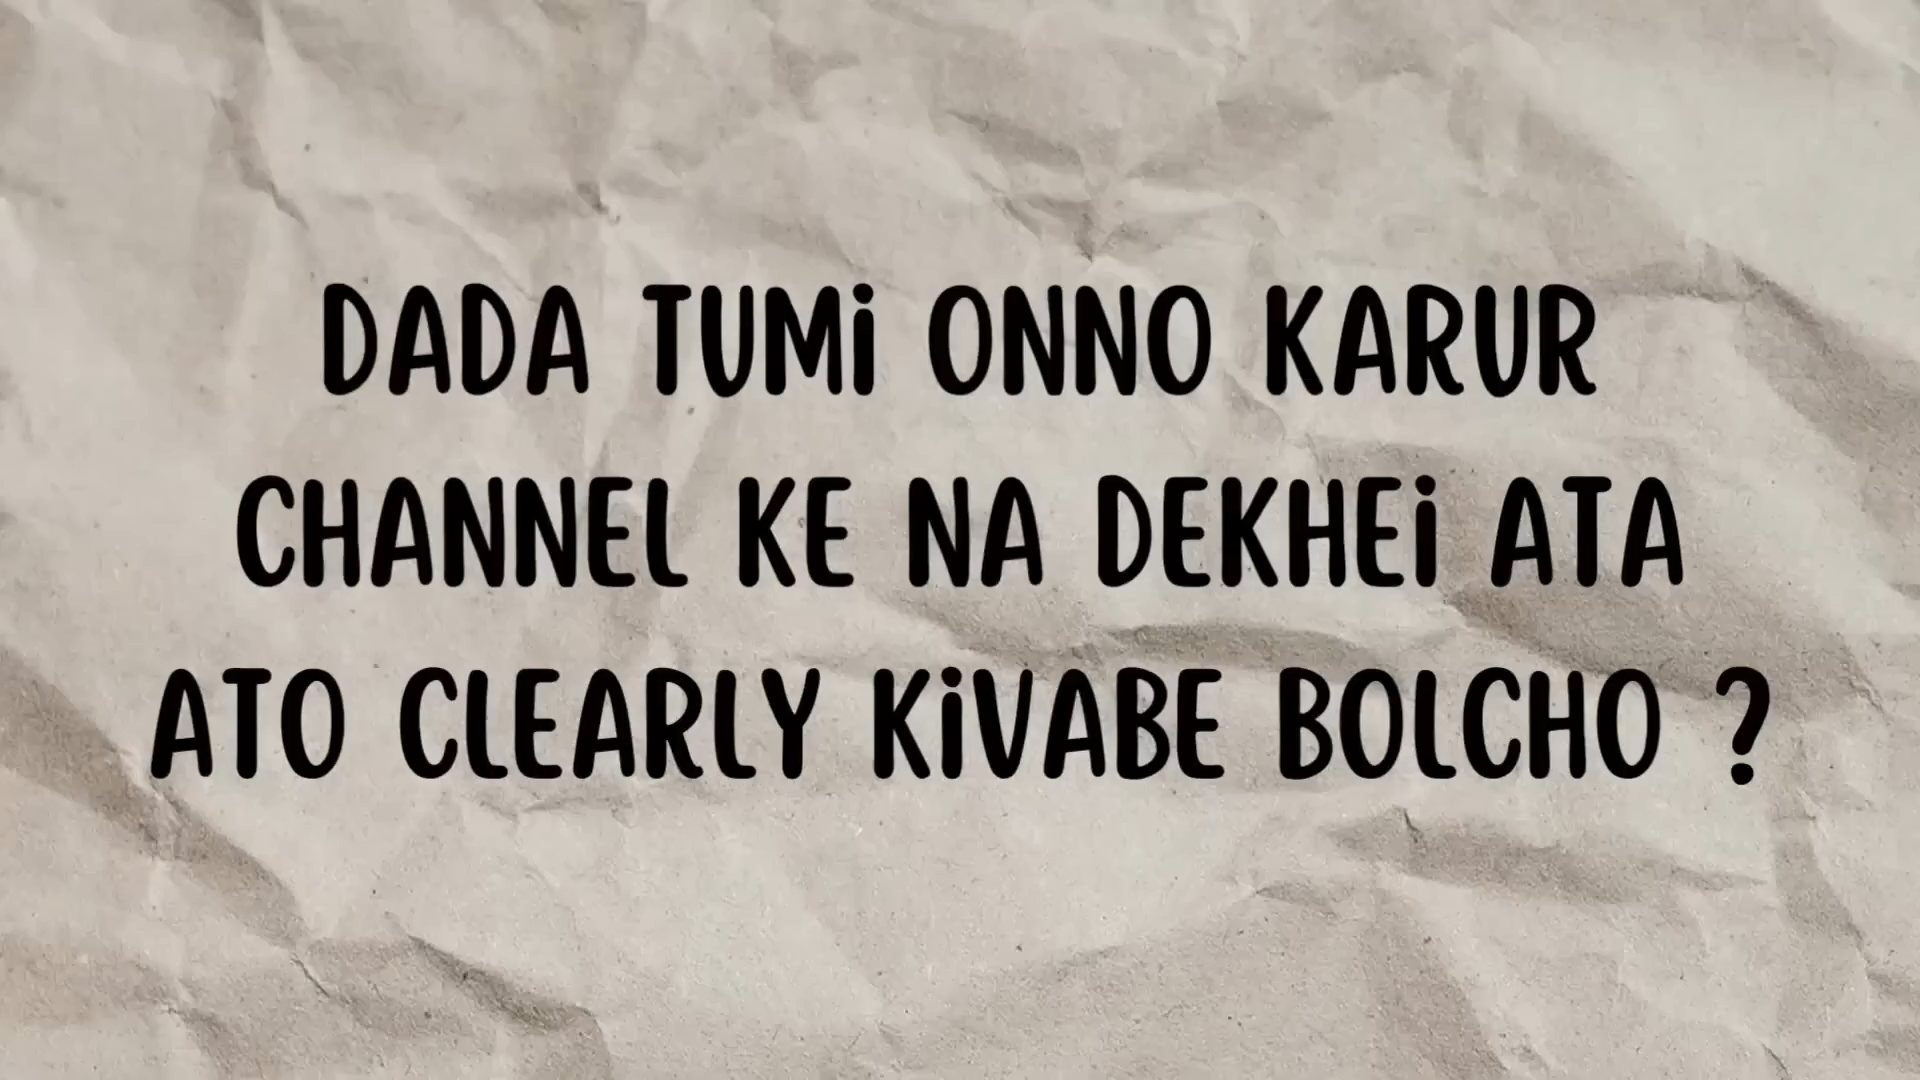 DADA TUMi ONNO KARUR
CHANNEL KE NA DEKHEi ATA
ATO CLEARLY KiVABE BOLCHO ?